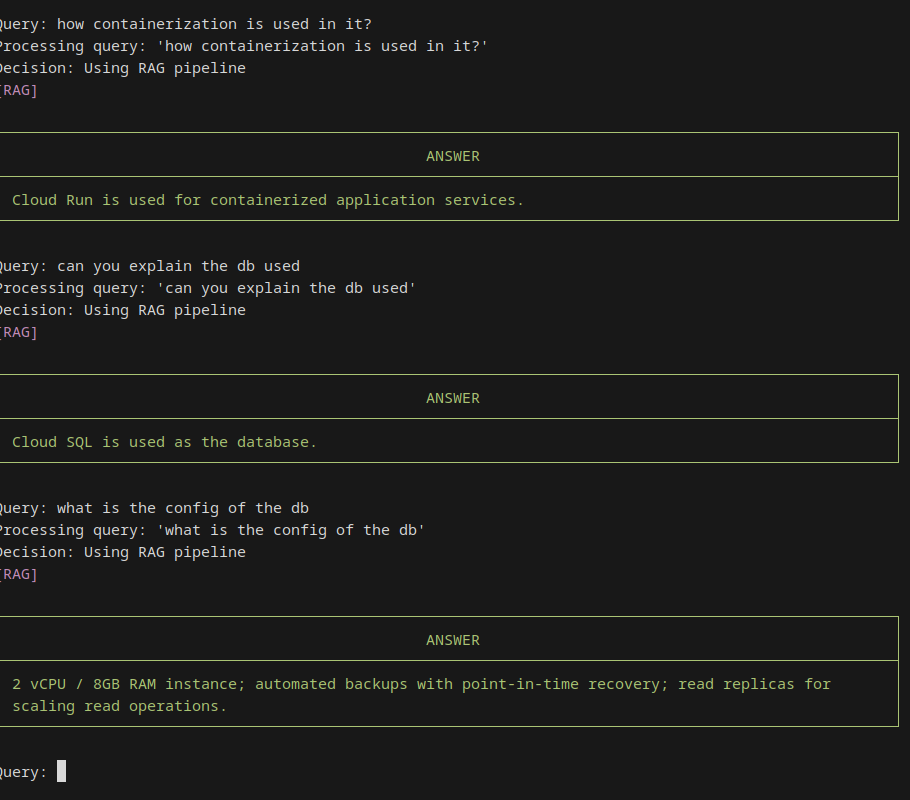 Query: how containerization is used in it?
Processing query: 'how containerization is used in it?'
Decision: Using RAG pipeline
[RAG]
ANSWER
Cloud Run is used for containerized application services.
Query: can you explain the db used
Processing query: 'can you explain the db used'
Decision: Using RAG pipeline
[RAG]
ANSWER
Cloud SQL is used as the database.
Query: what is the config of the db
Processing query: 'what is the config of the db'
Decision: Using RAG pipeline
[RAG]
ANSWER
2 vCPU / 8GB RAM instance; automated backups with point-in-time recovery; read replicas for
scaling read operations.
Query: